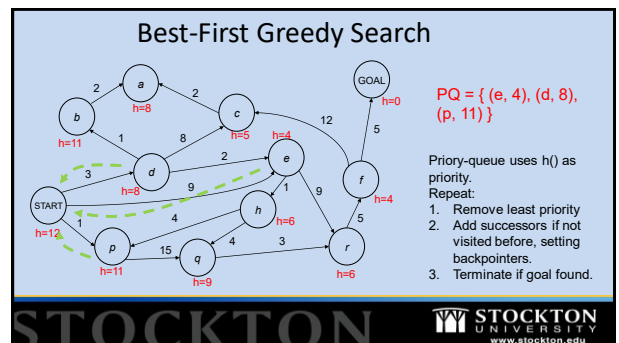 Best-First Greedy Search
2
a
h=8
2
b
h=11
c
h=5
12
GOAL
h=0
PQ = { (e, 4), (d, 8),
(p, 11) }
1
8
5
3
d
h=8
2
h=4
e
9
f
h=4
Priory-queue uses h() as
priority.
Repeat:
1. Remove least priority
2. Add successors if not
visited before, setting
backpointers.
3. Terminate if goal found.
START
h=12
9
1
1
4
h
h=6
5
p
h=11
15
4
q
h=9
3
r
h=6
STOCKTON
STOCKTON
UNIVERSITY
www.stockton.edu